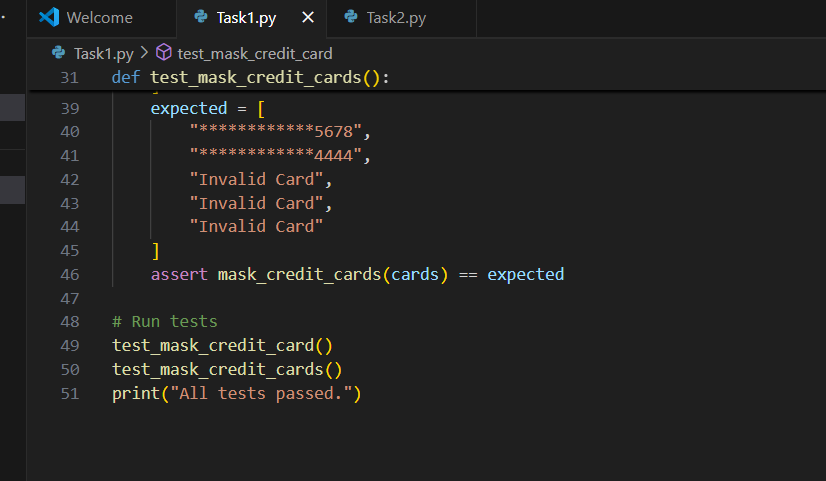 Welcome
Task1.py
Task2.py
Task1.py > test_mask_credit_card
31 def test_mask_credit_cards():
39 expected = [
40 "************5678",
41 "************4444",
42 "Invalid Card",
43 "Invalid Card",
44 "Invalid Card"
45 ]
46 assert mask_credit_cards(cards) == expected
47
48 # Run tests
49 test_mask_credit_card()
50 test_mask_credit_cards()
51 print("All tests passed.")